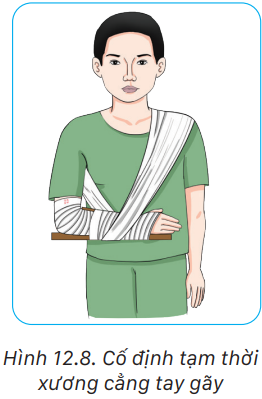 Hình 12.8. Cố định tạm thời
xương cẳng tay gãy